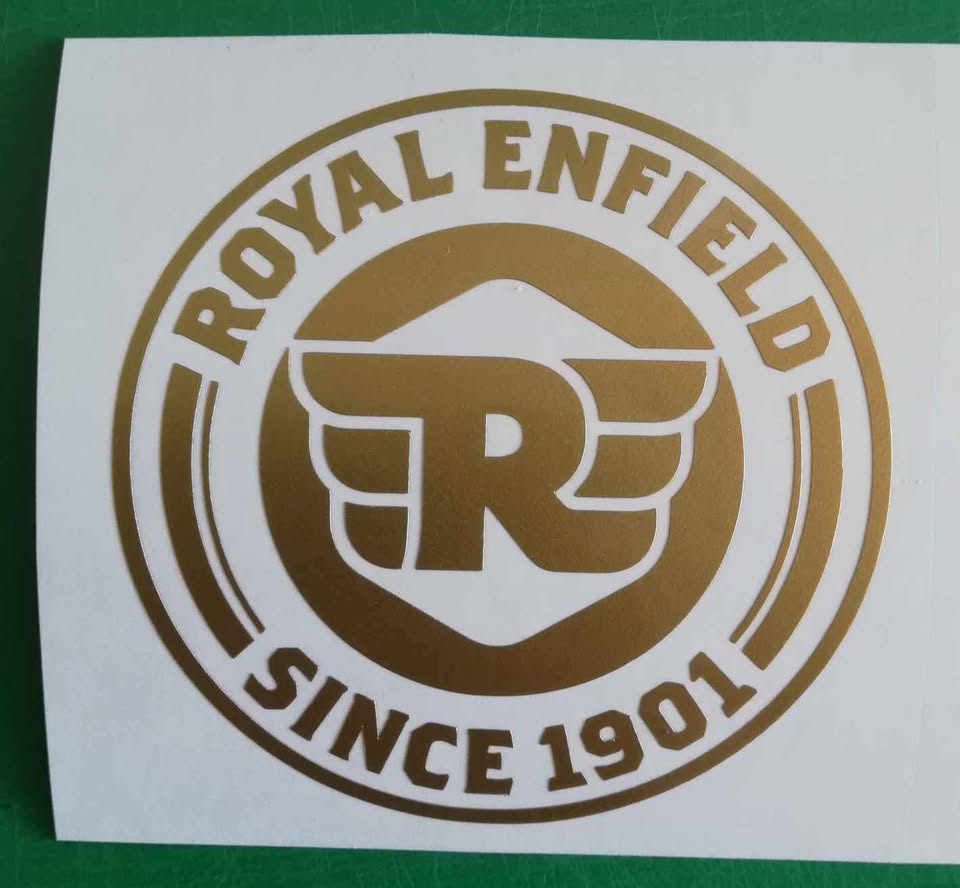 ROYAL ENFIELD
R
SINCE 1901